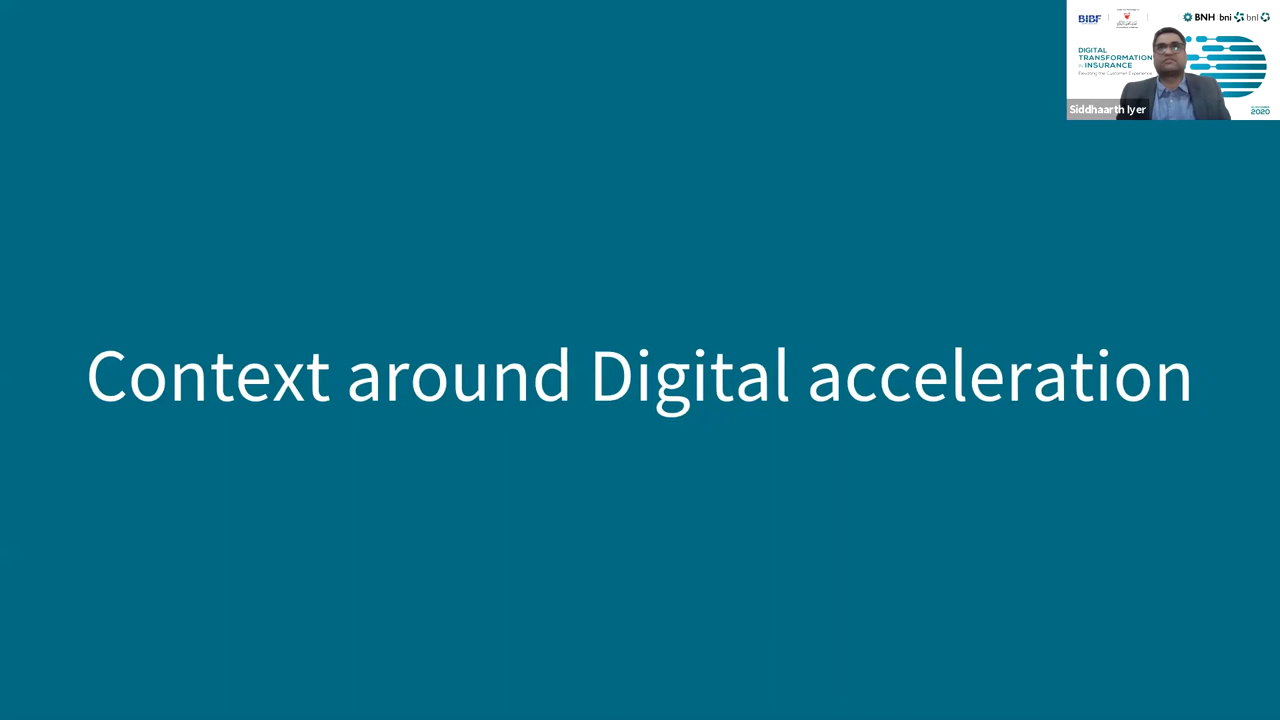 BIBF
BNH bni bnl
DIGITAL
TRANSFORMATION
IN INSURANCE
Elevating the Customer Experience
Siddhaarth Iyer
2020
Context around Digital acceleration